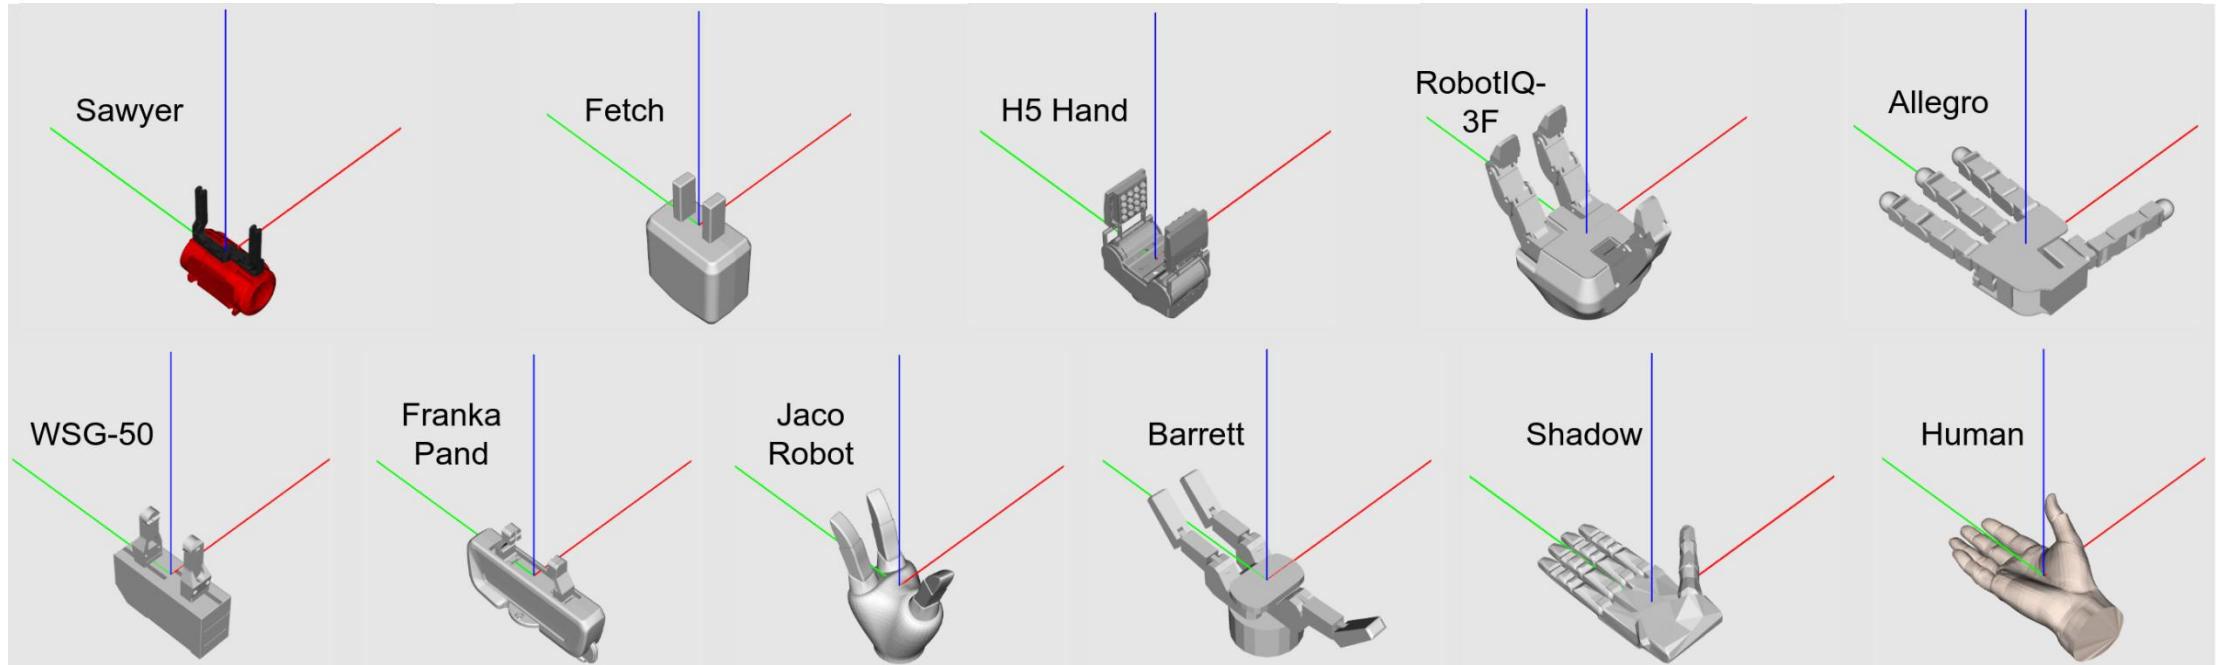 Sawyer
Fetch
H5 Hand
RobotIQ-
3F
Allegro
WSG-50
Franka
Pand
Jaco
Robot
Barrett
Shadow
Human